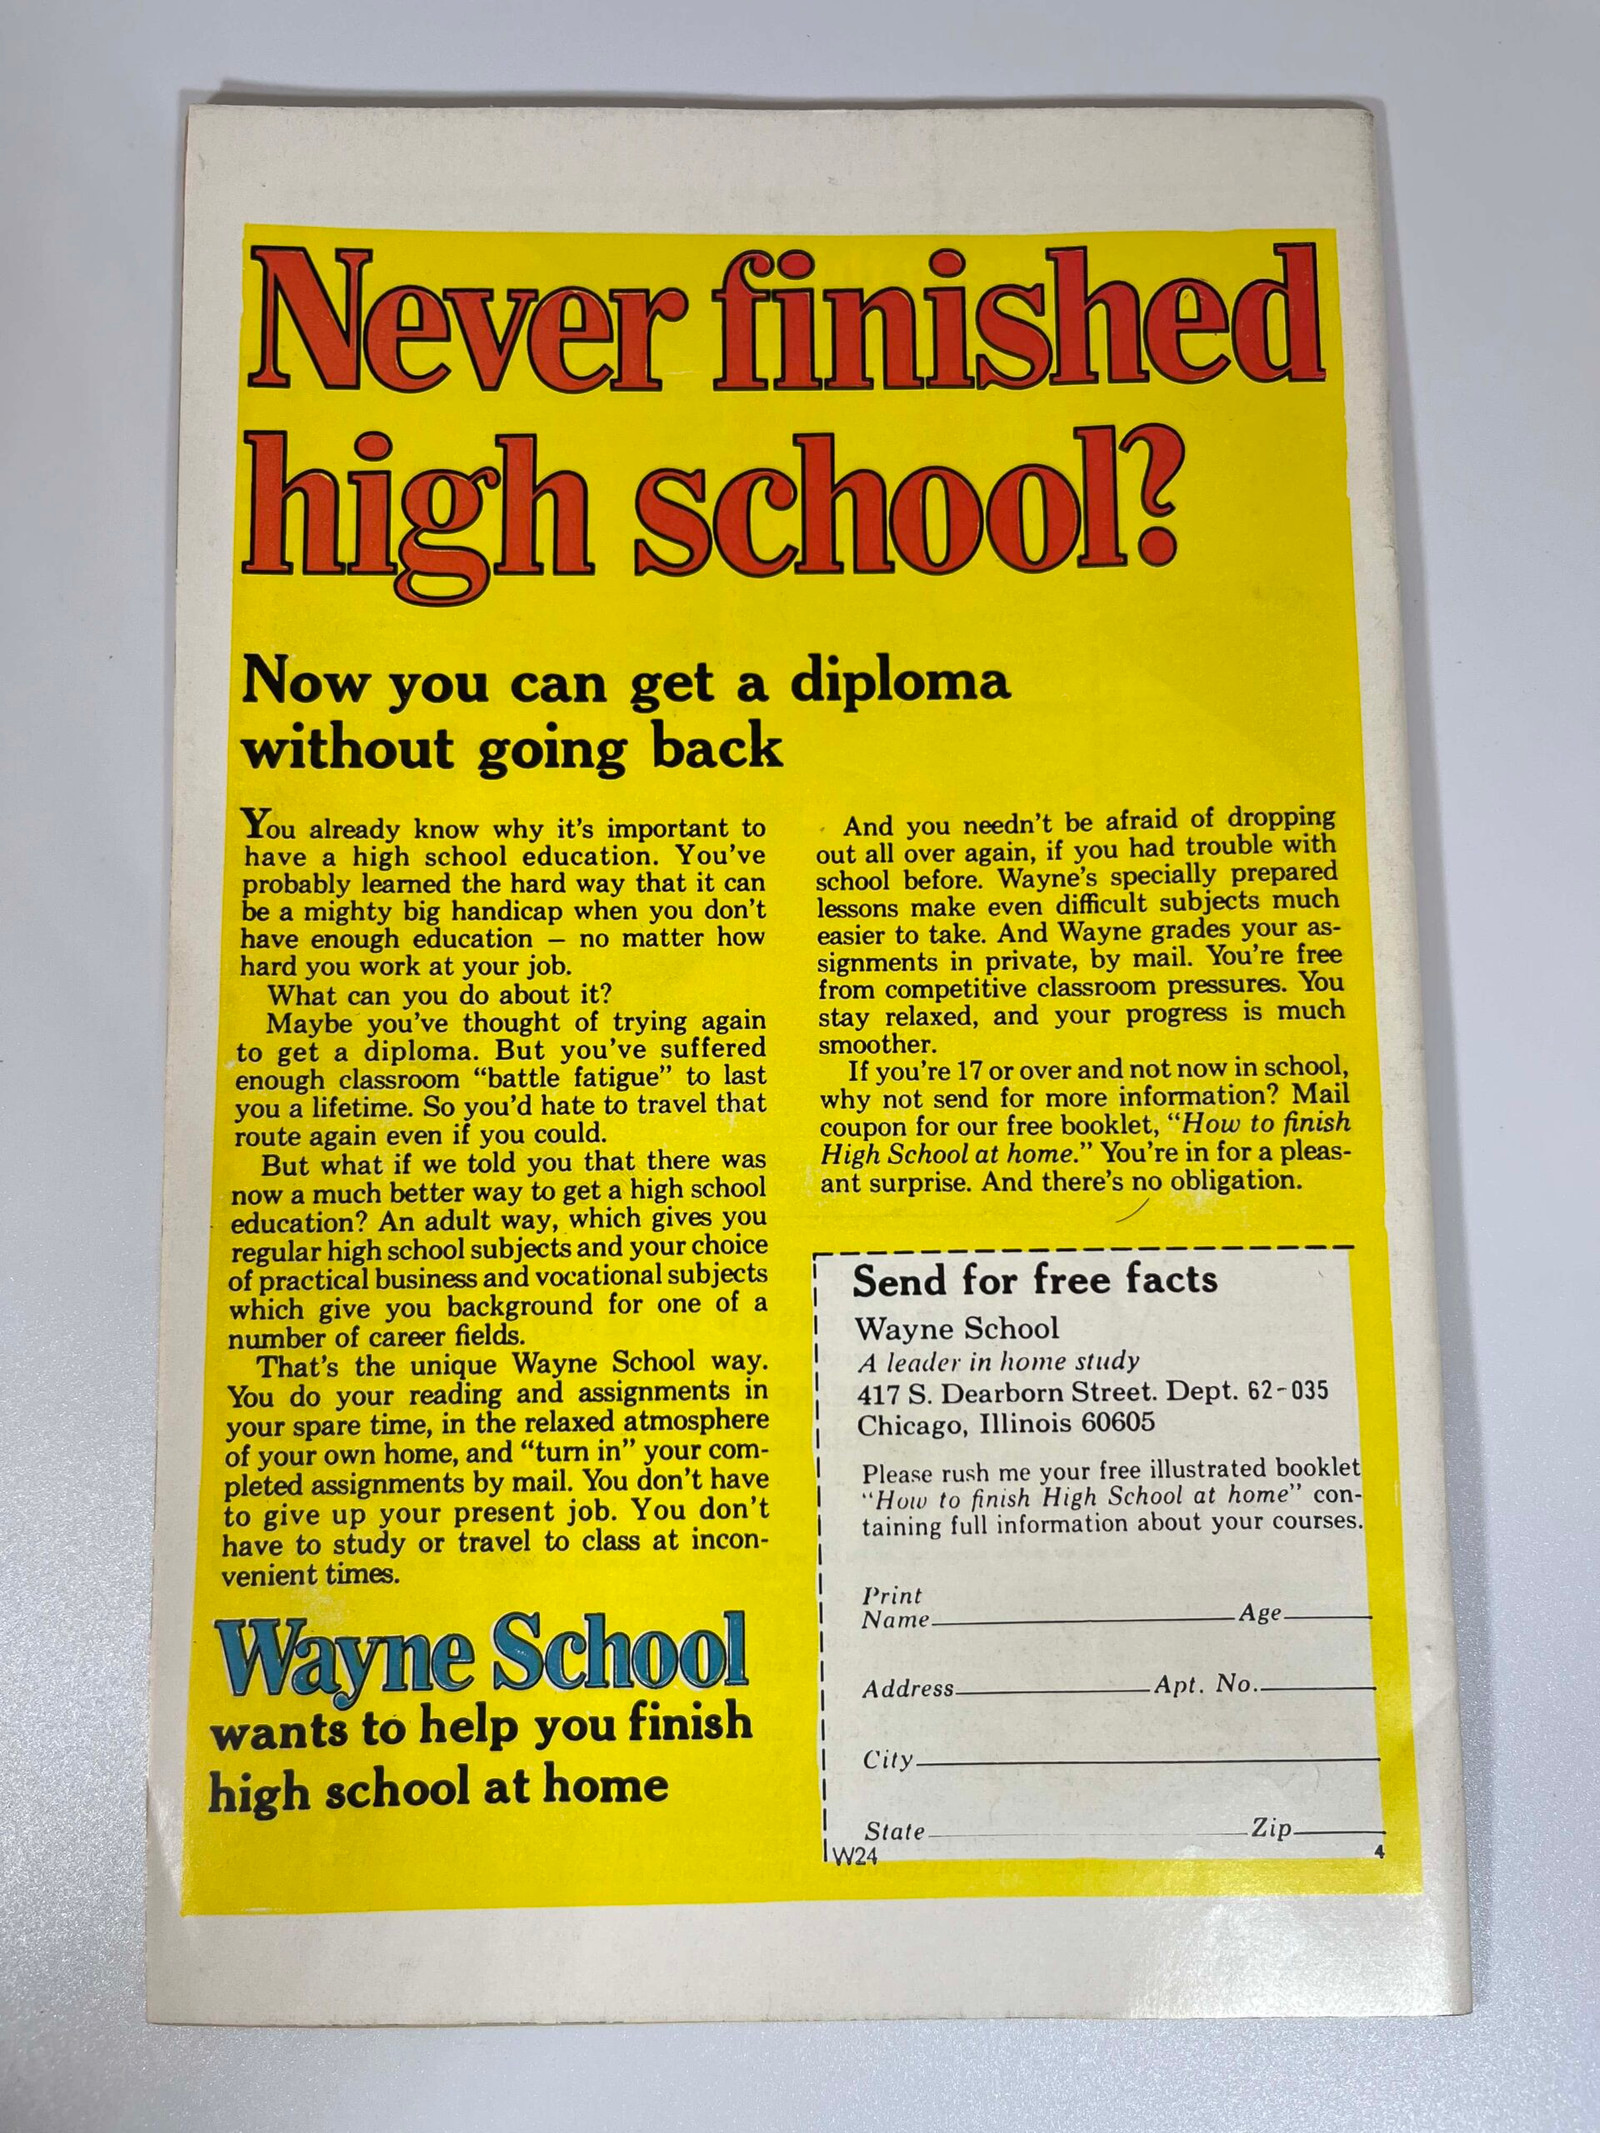 Never finished
high school?
Now you can get a diploma
without going back
You already know why it's important to
have a high school education. You've
probably learned the hard way that it can
be a mighty big handicap when you don't
have enough education — no matter how
hard you work at your job.
What can you do about it?
Maybe you've thought of trying again
to get a diploma. But you've suffered
enough classroom “battle fatigue” to last
you a lifetime. So you'd hate to travel that
route again even if you could.
But what if we told you that there was
now a much better way to get a high school
education? An adult way, which gives you
regular high school subjects and your choice
of practical business and vocational subjects
which give you background for one of a
number of career fields.
That's the unique Wayne School way.
You do your reading and assignments in
your spare time, in the relaxed atmosphere
of your own home, and “turn in” your com-
pleted assignments by mail. You don't have
to give up your present job. You don't
have to study or travel to class at incon-
venient times.
Wayne School
wants to help you finish
high school at home
And you needn't be afraid of dropping
out all over again, if you had trouble with
school before. Wayne's specially prepared
lessons make even difficult subjects much
easier to take. And Wayne grades your as-
signments in private, by mail. You're free
from competitive classroom pressures. You
stay relaxed, and your progress is much
smoother.
If you're 17 or over and not now in school,
why not send for more information? Mail
coupon for our free booklet, “How to finish
High School at home.” You're in for a pleas-
ant surprise. And there's no obligation.
Send for free facts
Wayne School
A leader in home study
417 S. Dearborn Street. Dept. 62-035
Chicago, Illinois 60605
Please rush me your free illustrated booklet
“How to finish High School at home” con-
taining full information about your courses.
Print
Name Age
Address Apt. No.
City
State Zip
W24 4